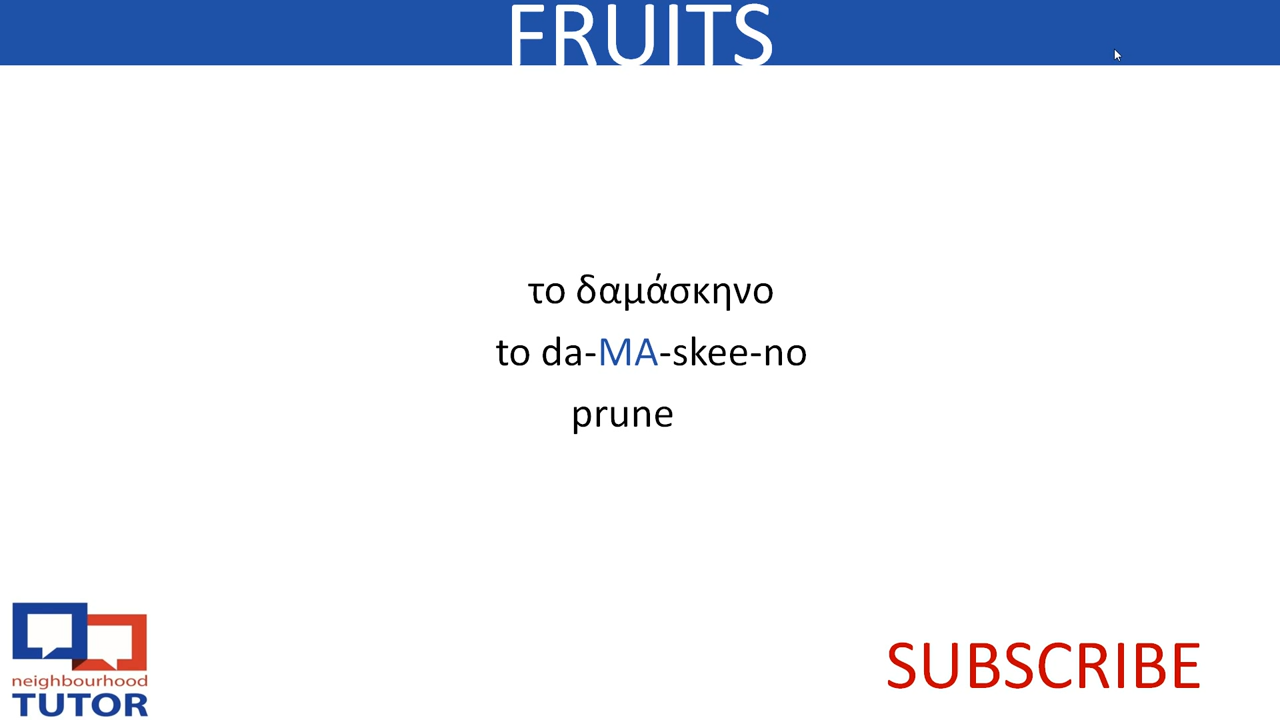 FRUITS
το δαμάσκηνο
to da-MA-skee-no
prune
SUBSCRIBE
neighbourhood
TUTOR